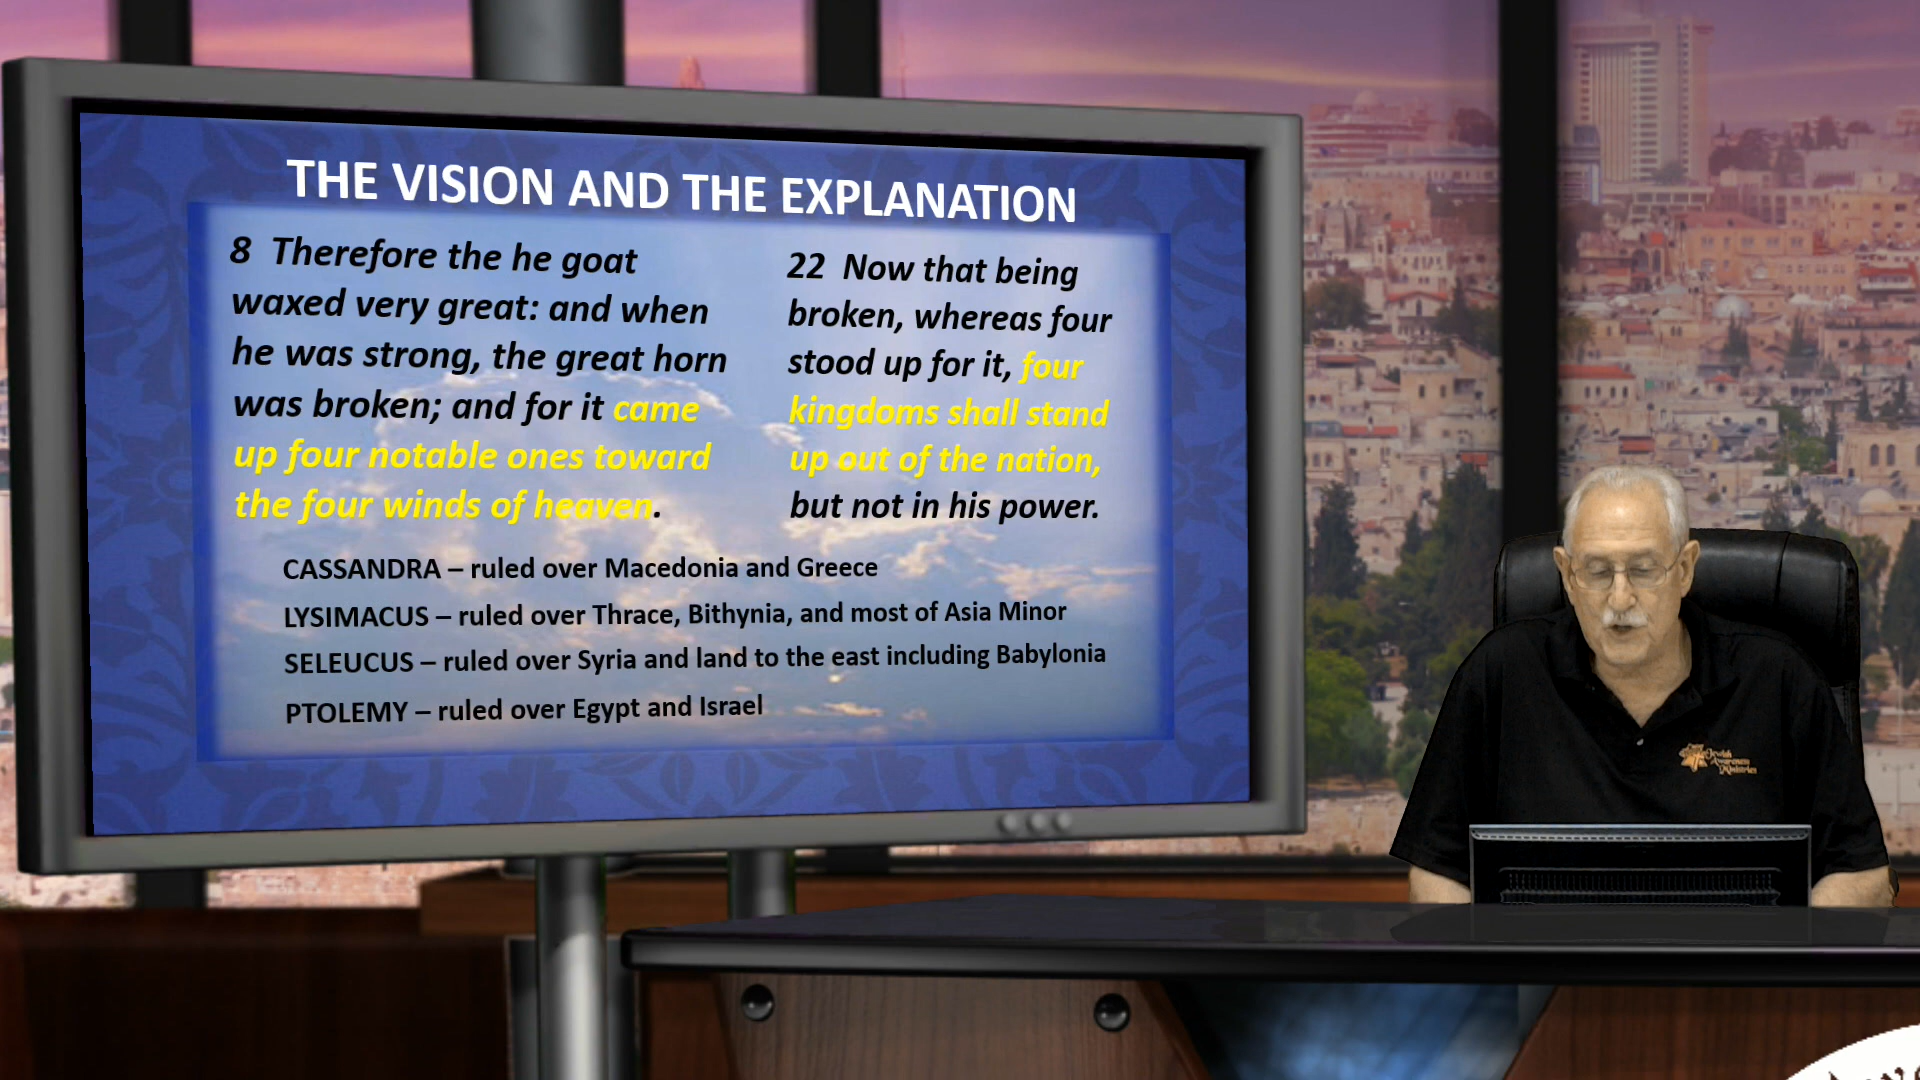 THE VISION AND THE EXPLANATION
8 Therefore the he goat
waxed very great: and when
he was strong, the great horn
was broken; and for it came
up four notable ones toward
the four winds of heaven.
22 Now that being
broken, whereas four
stood up for it, four
kingdoms shall stand
up out of the nation,
but not in his power.
CASSANDRA – ruled over Macedonia and Greece
LYSIMACUS – ruled over Thrace, Bithynia, and most of Asia Minor
SELEUCUS – ruled over Syria and land to the east including Babylonia
PTOLEMY – ruled over Egypt and Israel
Jewish
Awareness
Ministries